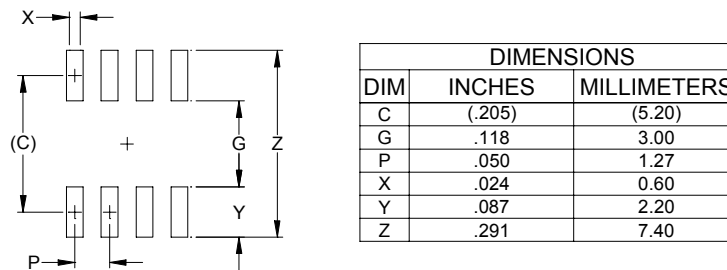 X
(C)
G
Z
Y
P
DIMENSIONS
DIM INCHES MILLIMETERS
C (.205) (5.20)
G .118 3.00
P .050 1.27
X .024 0.60
Y .087 2.20
Z .291 7.40